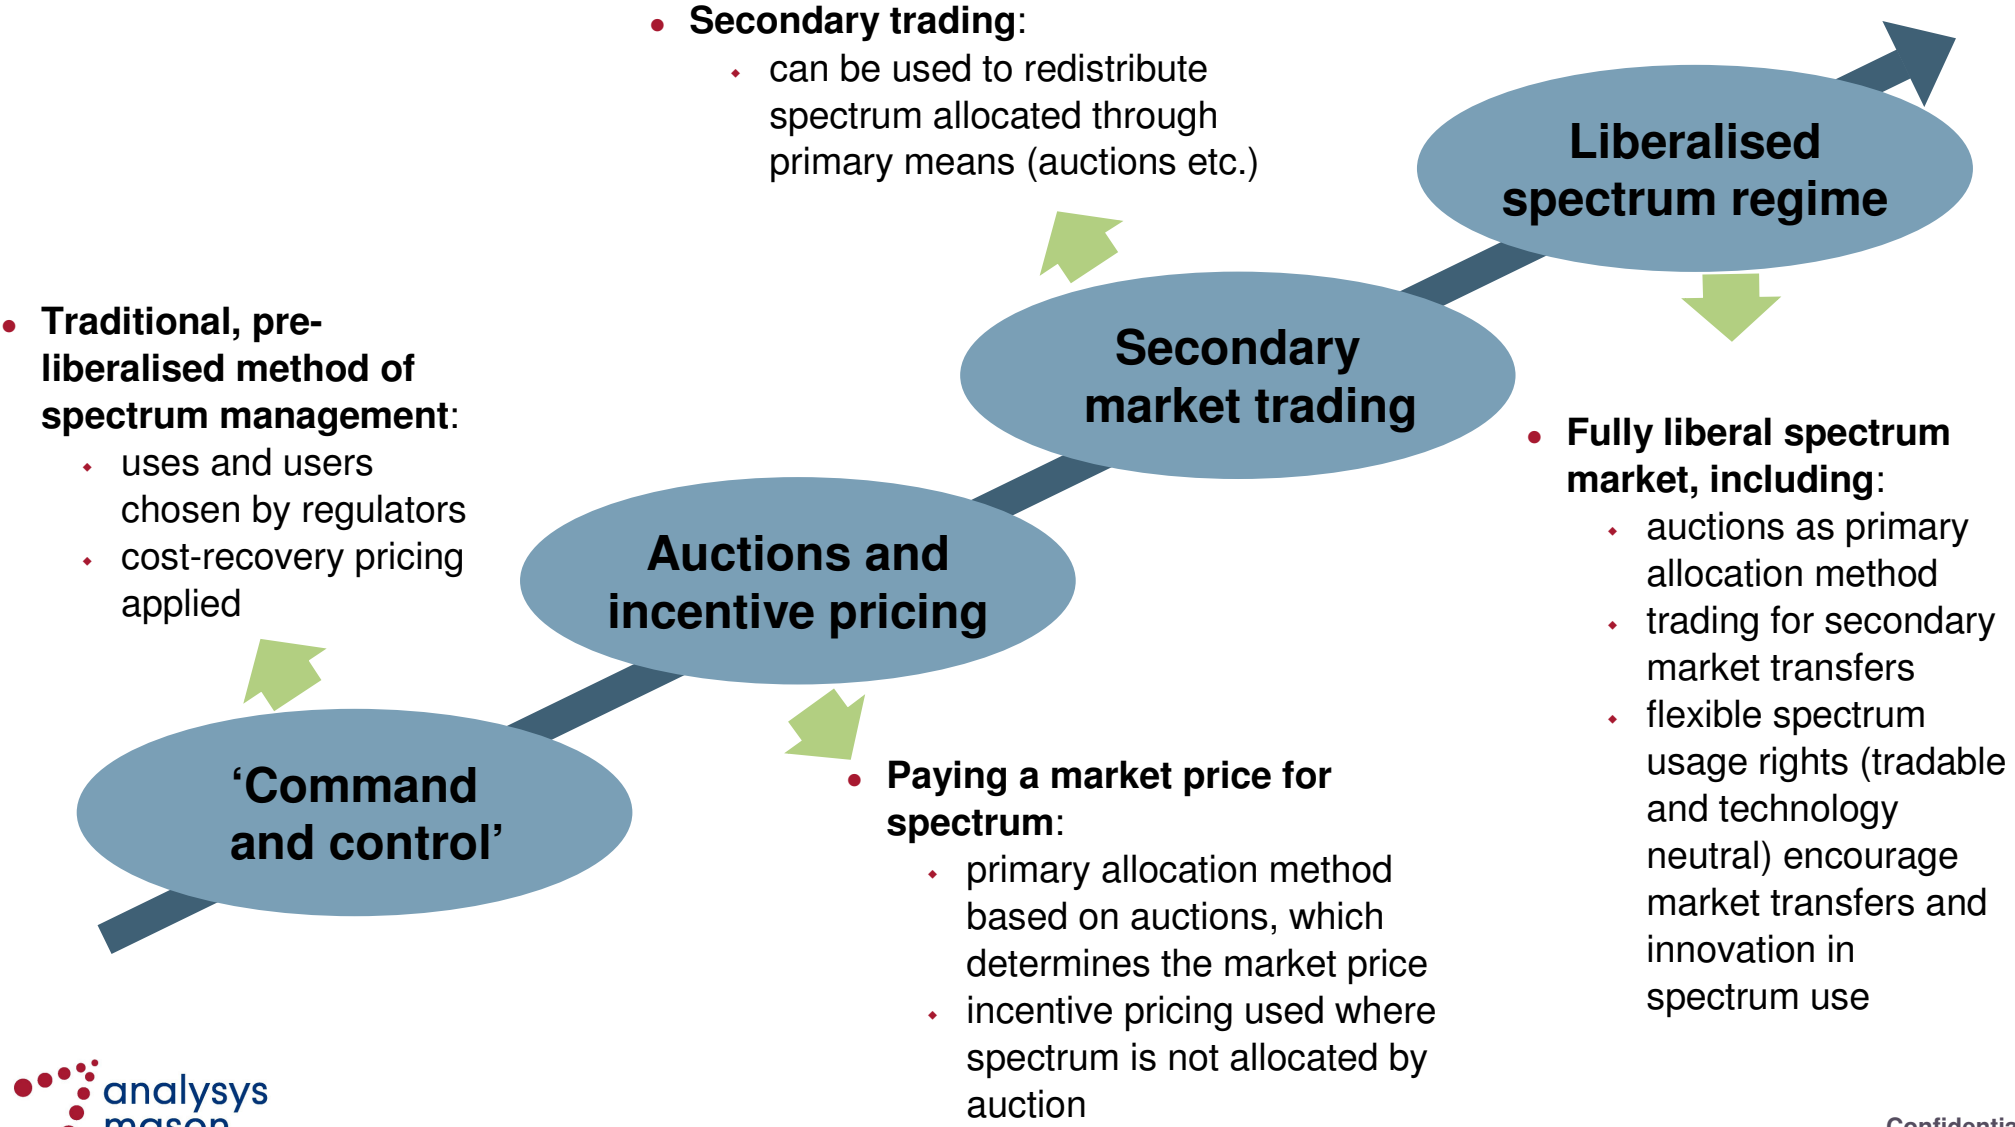 • Secondary trading:
can be used to redistribute
spectrum allocated through
primary means (auctions etc.)
Liberalised
spectrum regime
• Traditional, pre-
liberalised method of
spectrum management:
uses and users
chosen by regulators
cost-recovery pricing
applied
Secondary
market trading
• Fully liberal spectrum
market, including:
auctions as primary
allocation method
trading for secondary
market transfers
flexible spectrum
usage rights (tradable
and technology
neutral) encourage
market transfers and
innovation in
spectrum use
Auctions and
incentive pricing
‘Command
and control’
• Paying a market price for
spectrum:
primary allocation method
based on auctions, which
determines the market price
incentive pricing used where
spectrum is not allocated by
auction
analysys
mason
Confidentia